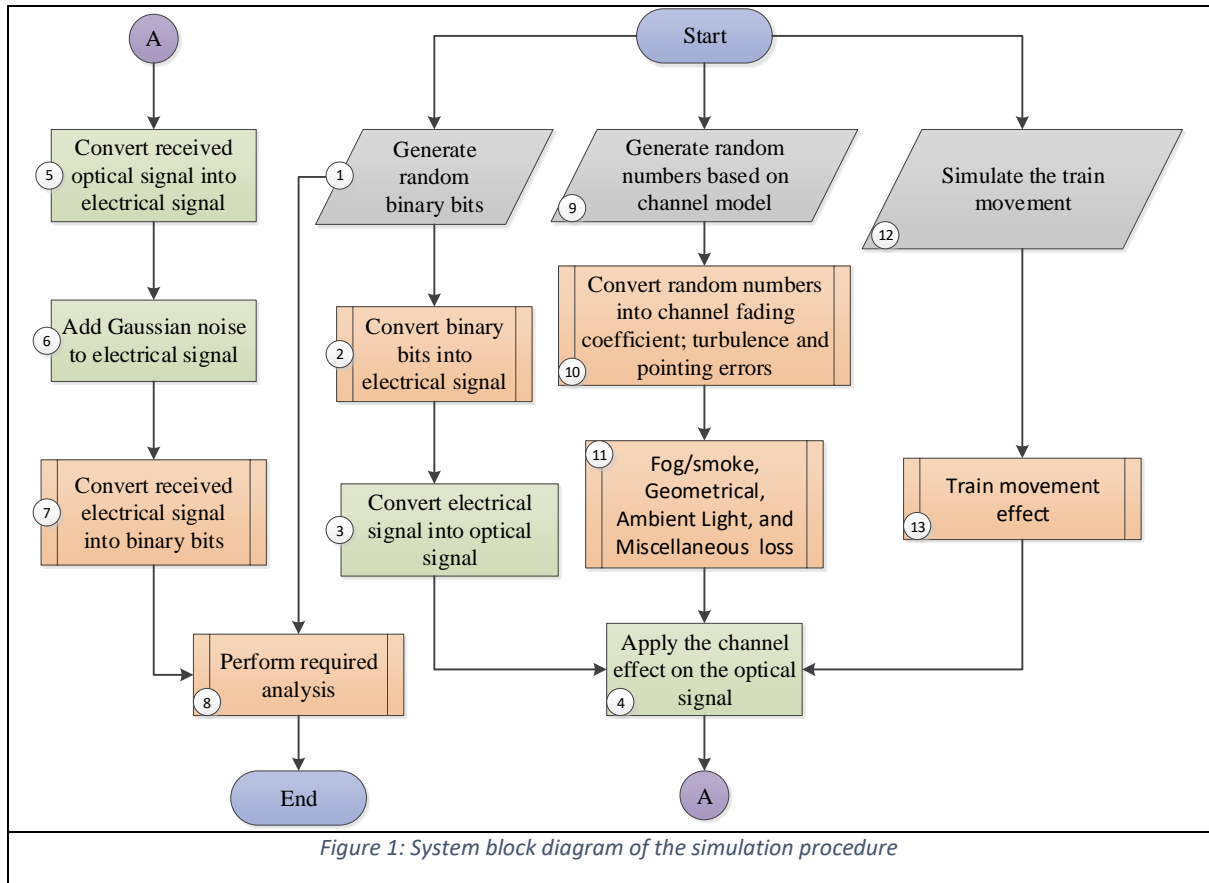 A
Start
Convert received
optical signal into
electrical signal
5
Generate
random
binary bits
1
Generate random
numbers based on
channel model
9
Simulate the train
movement
12
Add Gaussian noise
to electrical signal
6
Convert binary
bits into
electrical signal
2
Convert random numbers
into channel fading
coefficient; turbulence and
pointing errors
10
Convert received
electrical signal
into binary bits
7
Convert electrical
signal into optical
signal
3
11
Fog/smoke,
Geometrical,
Ambient Light, and
Miscellaneous loss
Train movement
effect
13
Perform required
analysis
8
Apply the channel
effect on the optical
signal
4
End
A
Figure 1: System block diagram of the simulation procedure